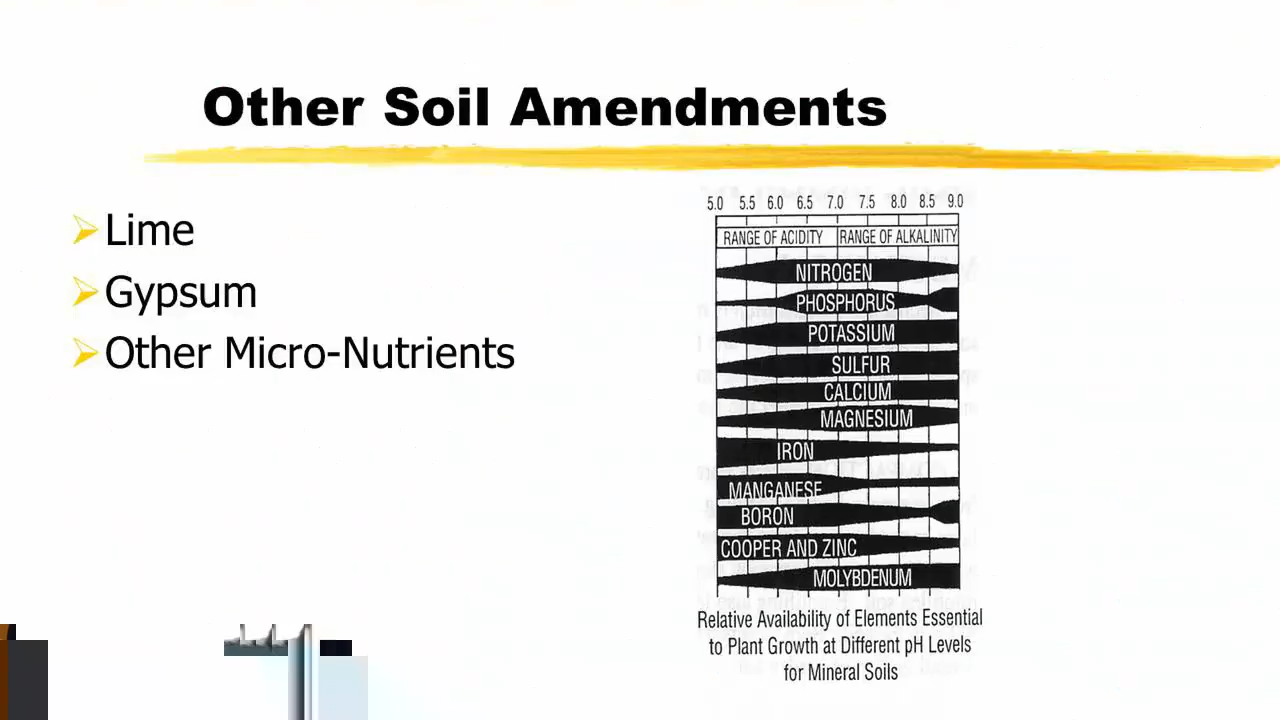 Other Soil Amendments
Lime
Gypsum
Other Micro-Nutrients
5.0 5.5 6.0 6.5 7.0 7.5 8.0 8.5 9.0
RANGE OF ACIDITY RANGE OF ALKALINITY
NITROGEN
PHOSPHORUS
POTASSIUM
SULFUR
CALCIUM
MAGNESIUM
IRON
MANGANESE
BORON
COOPER AND ZINC
MOLYBDENUM
Relative Availability of Elements Essential
to Plant Growth at Different pH Levels
for Mineral Soils